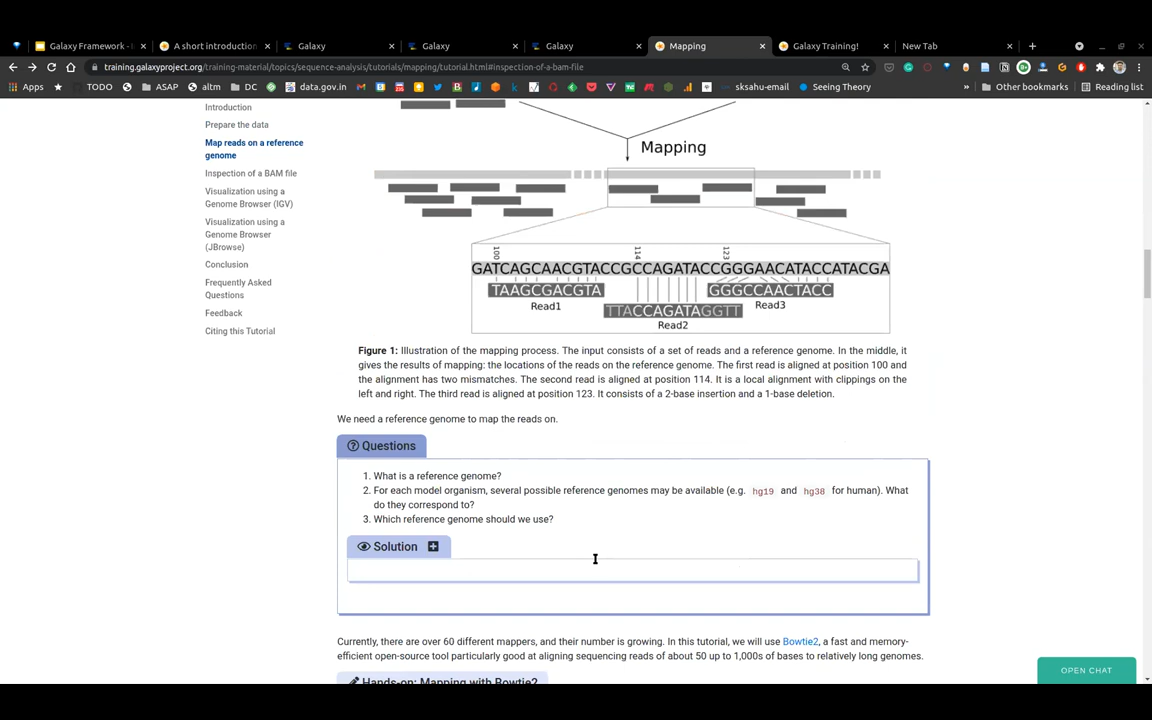 Galaxy Framework -
A short introduction
Galaxy
Galaxy
Galaxy
Mapping
Galaxy Training!
New Tab
training.galaxyproject.org/training-material/topics/sequence-analysis/tutorials/mapping/tutorial.html#inspection-of-a-bam-file
Apps
TODO
ASAP
altm
DC
data.gov.in
sksahu-email
Seeing Theory
»
Other bookmarks
Reading list
Introduction
Prepare the data
Map reads on a reference
genome
Inspection of a BAM file
Visualization using a
Genome Browser (IGV)
Visualization using a
Genome Browser
(JBrowse)
Conclusion
Frequently Asked
Questions
Feedback
Citing this Tutorial
Mapping
100
114
123
GATCAGCAACGTACCGCCAGATACCGGGAACATACCATACGA
TAAGCGACGTA
GGGCCAACTACC
Read1
Read3
TTACCAGATAGGTT
Read2
Figure 1: Illustration of the mapping process. The input consists of a set of reads and a reference genome. In the middle, it
gives the results of mapping: the locations of the reads on the reference genome. The first read is aligned at position 100 and
the alignment has two mismatches. The second read is aligned at position 114. It is a local alignment with clippings on the
left and right. The third read is aligned at position 123. It consists of a 2-base insertion and a 1-base deletion.
We need a reference genome to map the reads on.
Questions
1. What is a reference genome?
2. For each model organism, several possible reference genomes may be available (e.g. hg19 and hg38 for human). What
do they correspond to?
3. Which reference genome should we use?
Solution
Currently, there are over 60 different mappers, and their number is growing. In this tutorial, we will use Bowtie2, a fast and memory-
efficient open-source tool particularly good at aligning sequencing reads of about 50 up to 1,000s of bases to relatively long genomes.
Hands-on: Mapping with Bowtie2
OPEN CHAT